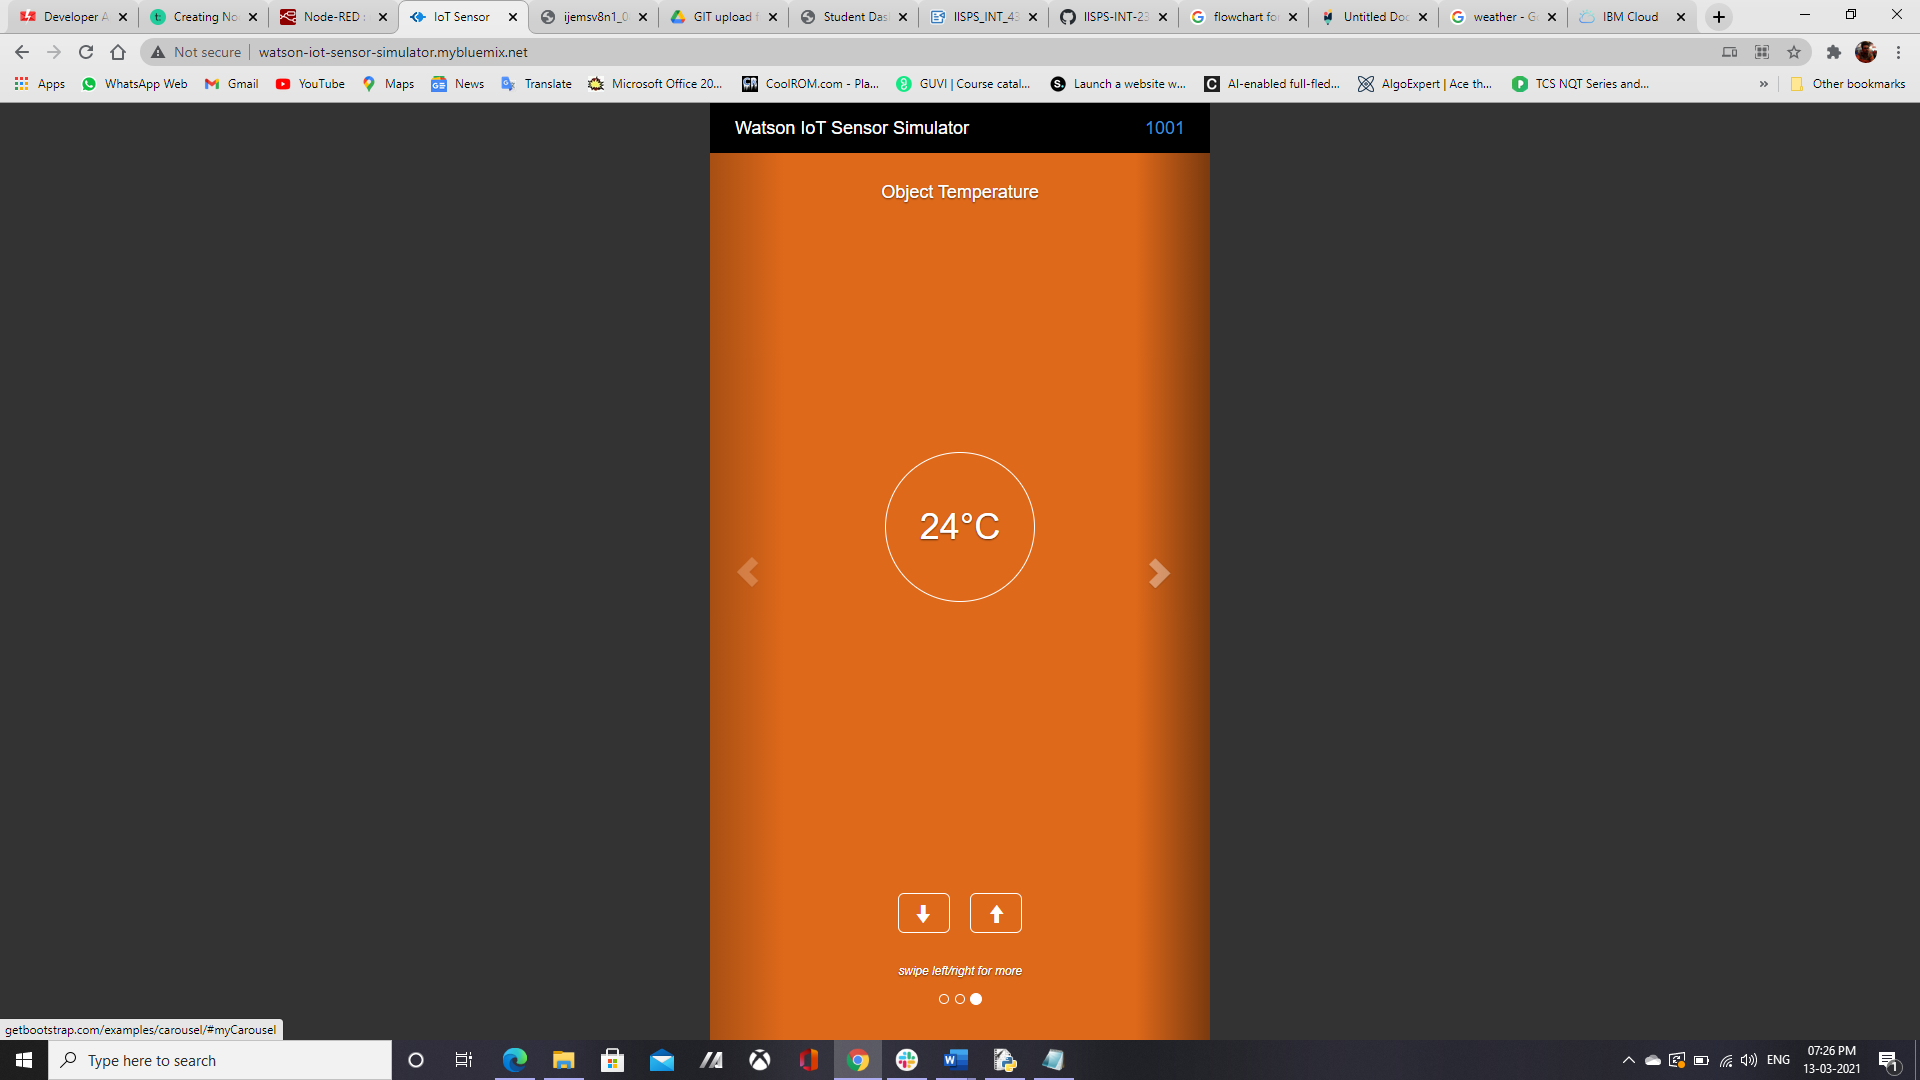 Developer A
Creating No
Node-RED :
IoT Sensor
ijemsv8n1_0
GIT upload f
Student Das
IISPS_INT_43
IISPS-INT-23
flowchart fo
Untitled Doc
weather - G
IBM Cloud
Not secure | watson-iot-sensor-simulator.mybluemix.net
Apps
WhatsApp Web
Gmail
YouTube
Maps
News
Translate
Microsoft Office 20...
CoolROM.com - Pla...
GUVI | Course catal...
Launch a website w...
AI-enabled full-fled...
AlgoExpert | Ace th...
TCS NQT Series and...
»
Other bookmarks
Watson IoT Sensor Simulator
1001
Object Temperature
24°C
swipe left/right for more
getbootstrap.com/examples/carousel/#myCarousel
Type here to search
ENG
07:26 PM
13-03-2021
1